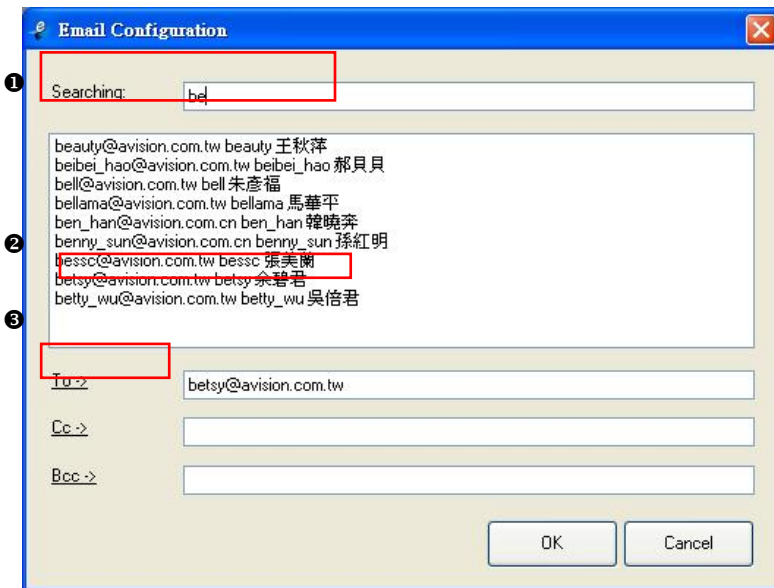 Email Configuration
❶
Searching:
be
beauty@avision.com.tw beauty 王秋萍
beibei_hao@avision.com.tw beibei_hao 郝貝貝
bell@avision.com.tw bell 朱彥福
bellama@avision.com.tw bellama 馬華平
ben_han@avision.com.cn ben_han 韓曉奔
❷
benny_sun@avision.com.cn benny_sun 孫紅明
bessc@avision.com.tw bessc 張美蘭
betsy@avision.com.tw betsy 余碧君
betty_wu@avision.com.tw betty_wu 吳倍君
❸
To ->
betsy@avision.com.tw
Cc ->
Bcc ->
OK Cancel